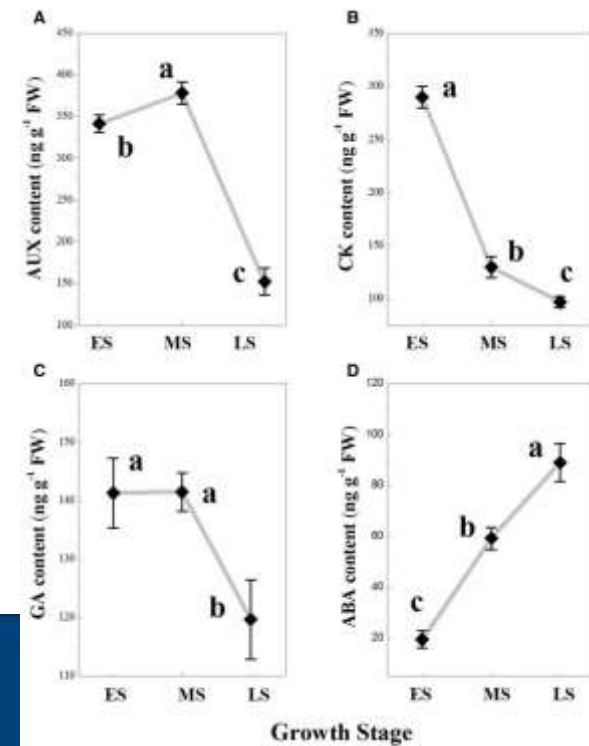 A
AUX content (ng g⁻¹ FW)
450
400
350
300
250
200
150
100
a
b
c
ES MS LS
B
CK content (ng g⁻¹ FW)
300
250
200
150
100
a
b
c
ES MS LS
C
GA content (ng g⁻¹ FW)
160
150
140
130
120
110
a
a
b
ES MS LS
D
ABA content (ng g⁻¹ FW)
120
100
80
60
40
20
a
b
c
ES MS LS
Growth Stage